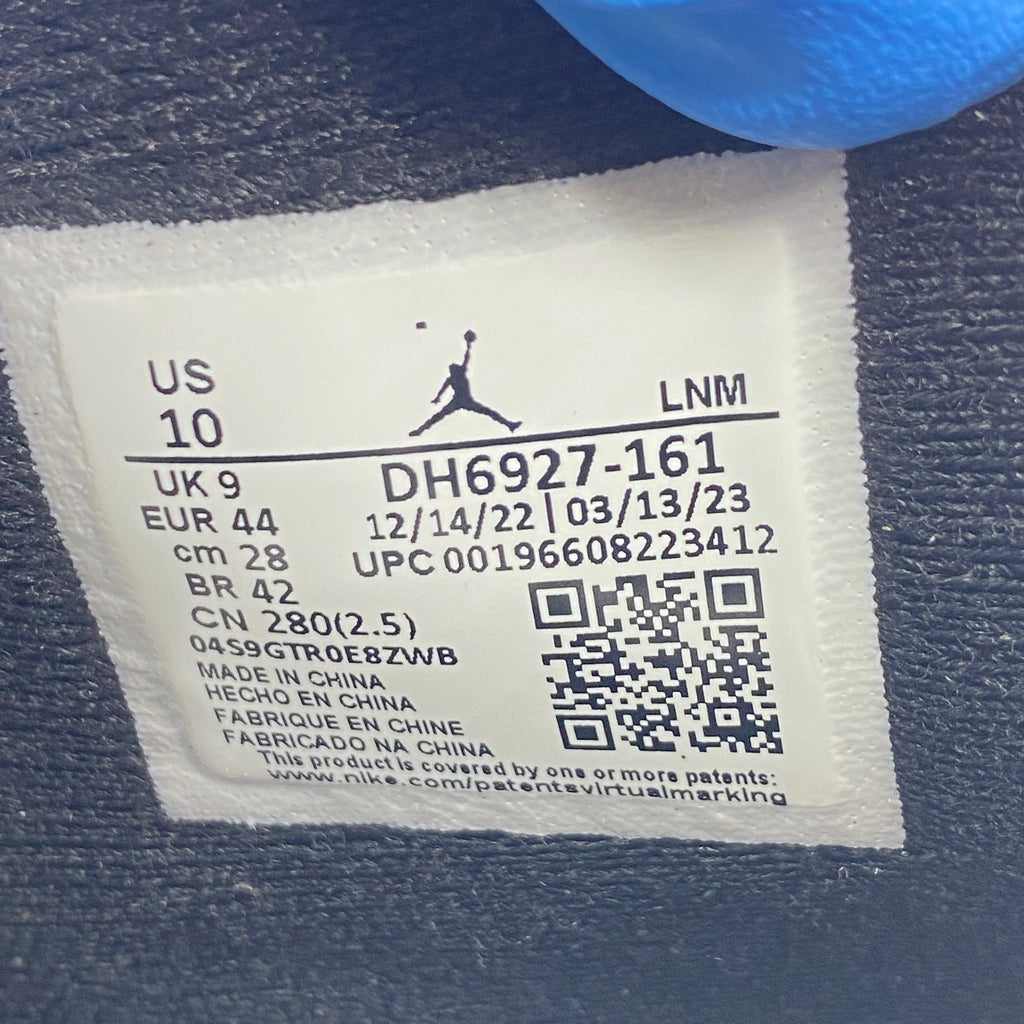 US
10
LNM
UK 9
EUR 44
cm 28
BR 42
CN 280(2.5)
04S9GTR0E8ZWB
MADE IN CHINA
HECHO EN CHINA
FABRIQUE EN CHINE
FABRICADO NA CHINA
DH6927-161
12/14/22 | 03/13/23
UPC 00196608223412
This product is covered by one or more patents:
www.nike.com/patentsvirtualmarking